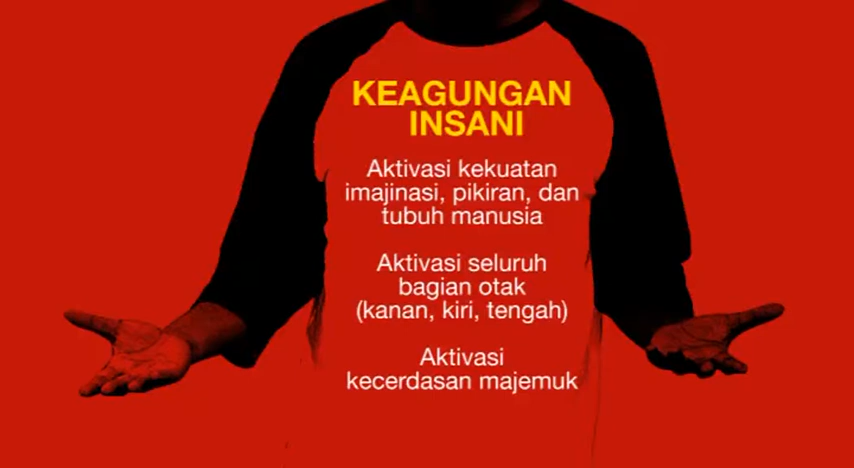 KEAGUNGAN
INSANI
Aktivasi kekuatan
imajinasi, pikiran, dan
tubuh manusia
Aktivasi seluruh
bagian otak
(kanan, kiri, tengah)
Aktivasi
kecerdasan majemuk